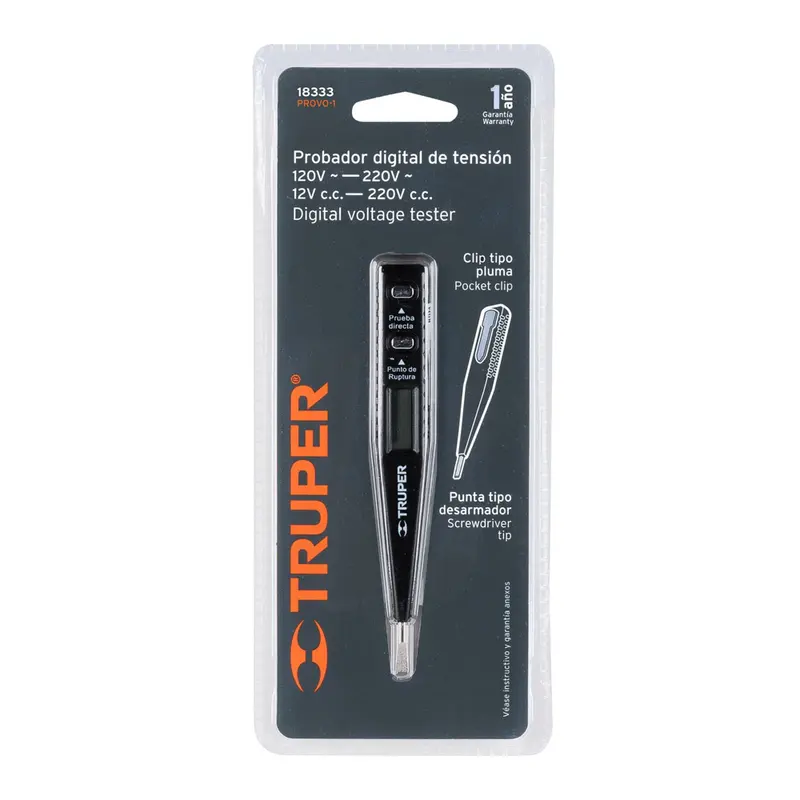 18333
PROVO-1
1 año
Garantía
Warranty
Probador digital de tensión
120V ~ — 220V ~
12V c.c. — 220V c.c.
Digital voltage tester
Clip tipo
pluma
Pocket clip
Prueba
directa
Punto de
Ruptura
TRUPER
TRUPER®
Punta tipo
desarmador
Screwdriver
tip
Véase instructivo y garantía anexos